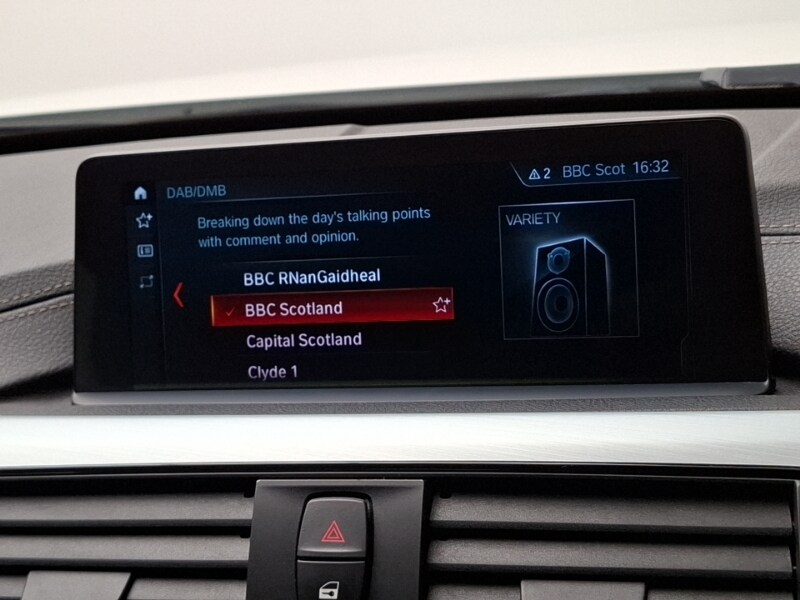 DAB/DMB
2 BBC Scot 16:32
Breaking down the day's talking points
with comment and opinion.
VARIETY
BBC RNanGaidheal
BBC Scotland
Capital Scotland
Clyde 1